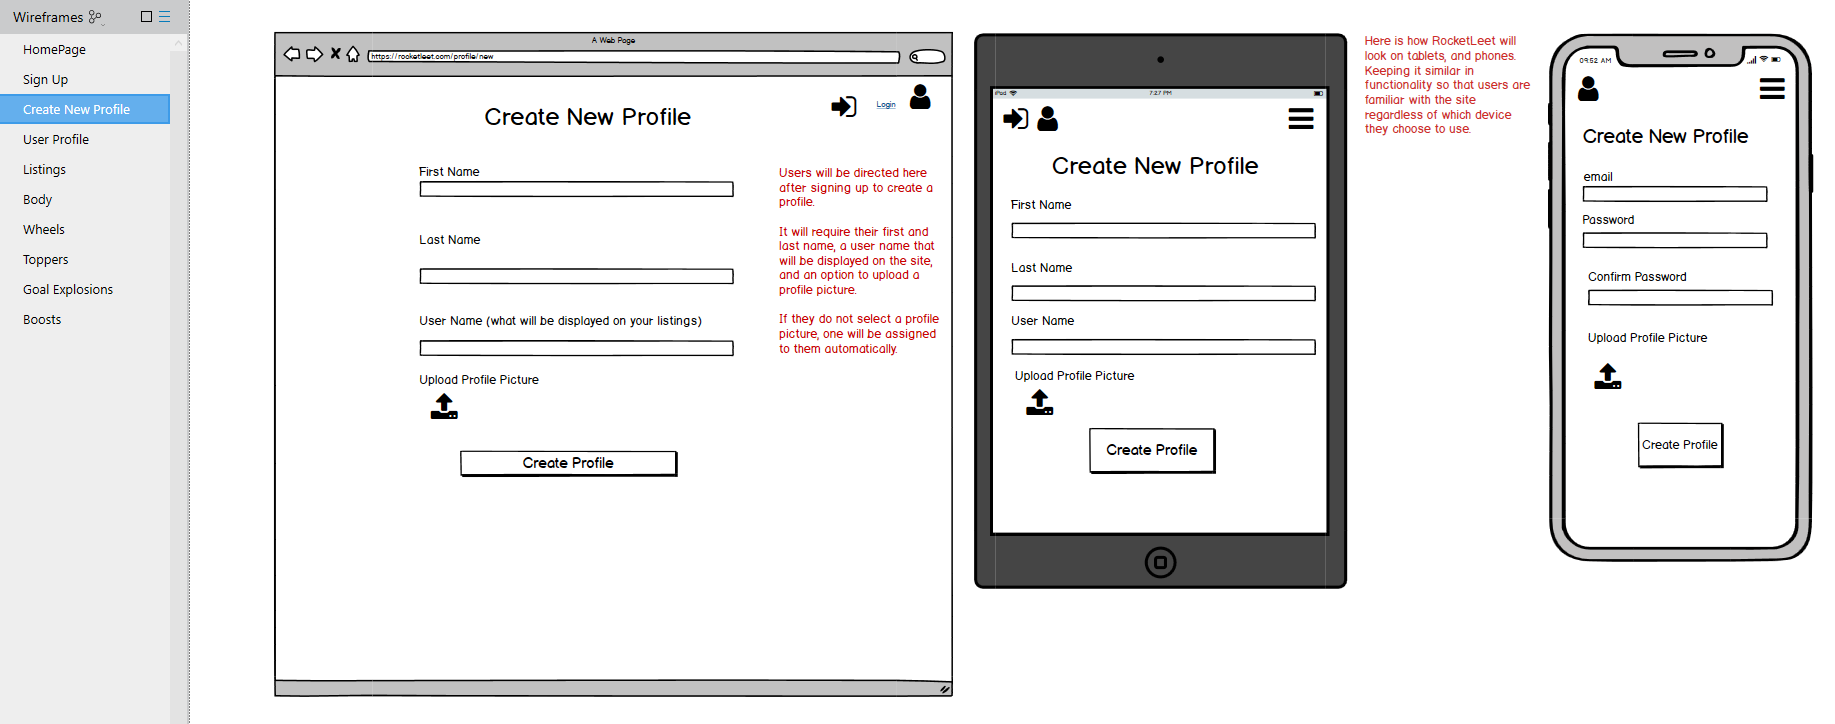 Wireframes
HomePage
Sign Up
Create New Profile
User Profile
Listings
Body
Wheels
Toppers
Goal Explosions
Boosts
A Web Page
https://rocketleet.com/profile/new
Login
Create New Profile
First Name
Last Name
User Name (what will be displayed on your listings)
Upload Profile Picture
Create Profile
Users will be directed here
after signing up to create a
profile.
It will require their first and
last name, a user name that
will be displayed on the site,
and an option to upload a
profile picture.
If they do not select a profile
picture, one will be assigned
to them automatically.
iPod
7:27 PM
Create New Profile
First Name
Last Name
User Name
Upload Profile Picture
Create Profile
Here is how RocketLeet will
look on tablets, and phones.
Keeping it similar in
functionality so that users are
familiar with the site
regardless of which device
they choose to use.
09:52 AM
Create New Profile
email
Password
Confirm Password
Upload Profile Picture
Create Profile